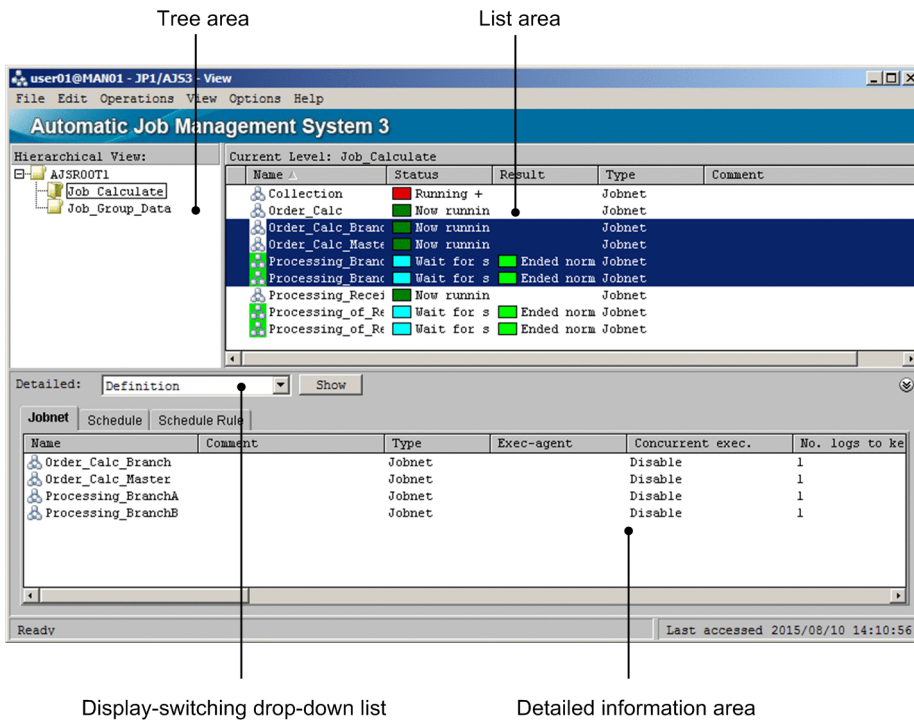 Tree area List area
user01@MAN01 - JP1/AJS3 - View
File Edit Operations View Options Help
Automatic Job Management System 3
Hierarchical View: Current Level: Job_Calculate
AJSROOT1
Job_Calculate
Job_Group_Data
Name Status Result Type Comment
Collection Running + Jobnet
Order_Calc Now runnin Jobnet
Order_Calc_Branc Now runnin Jobnet
Order_Calc_Maste Now runnin Jobnet
Processing_Branc Wait for s Ended norm Jobnet
Processing_Branc Wait for s Ended norm Jobnet
Processing_Recei Now runnin Jobnet
Processing_of_Re Wait for s Ended norm Jobnet
Processing_of_Re Wait for s Ended norm Jobnet
Detailed: Definition Show
Jobnet Schedule Schedule Rule
Name Comment Type Exec-agent Concurrent exec. No. logs to ke
Order_Calc_Branch Jobnet Disable 1
Order_Calc_Master Jobnet Disable 1
Processing_BranchA Jobnet Disable 1
Processing_BranchB Jobnet Disable 1
Ready Last accessed 2015/08/10 14:10:56
Display-switching drop-down list Detailed information area